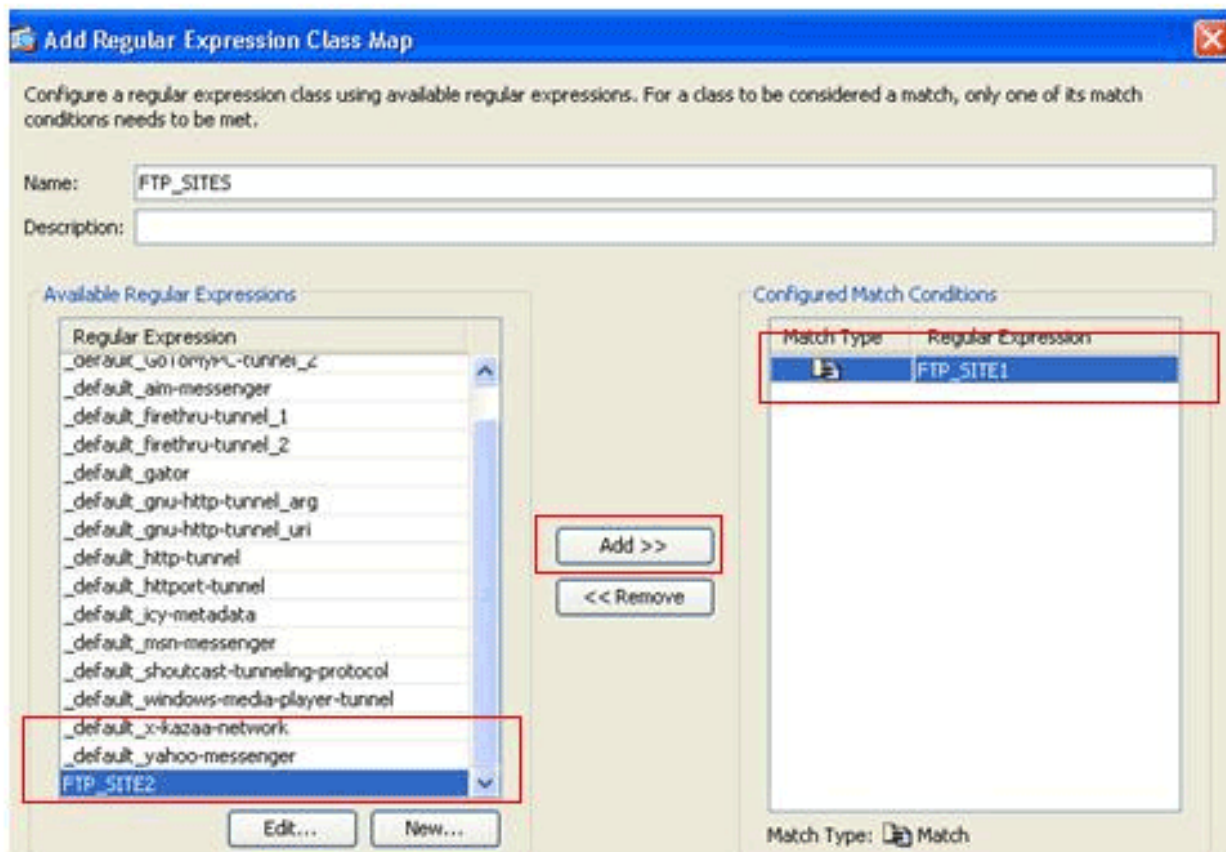 Add Regular Expression Class Map
Configure a regular expression class using available regular expressions. For a class to be considered a match, only one of its match
conditions needs to be met.
Name: FTP_SITES
Description:
Available Regular Expressions
Regular Expression
_default_GoToMyPC-tunnel_2
_default_aim-messenger
_default_firethru-tunnel_1
_default_firethru-tunnel_2
_default_gator
_default_gnu-http-tunnel_arg
_default_gnu-http-tunnel_uri
_default_http-tunnel
_default_httport-tunnel
_default_icy-metadata
_default_msn-messenger
_default_shoutcast-tunneling-protocol
_default_windows-media-player-tunnel
_default_x-kazaa-network
_default_yahoo-messenger
FTP_SITE2
Edit...
New...
Add >>
<< Remove
Configured Match Conditions
Match Type Regular Expression
FTP_SITE1
Match Type: Match